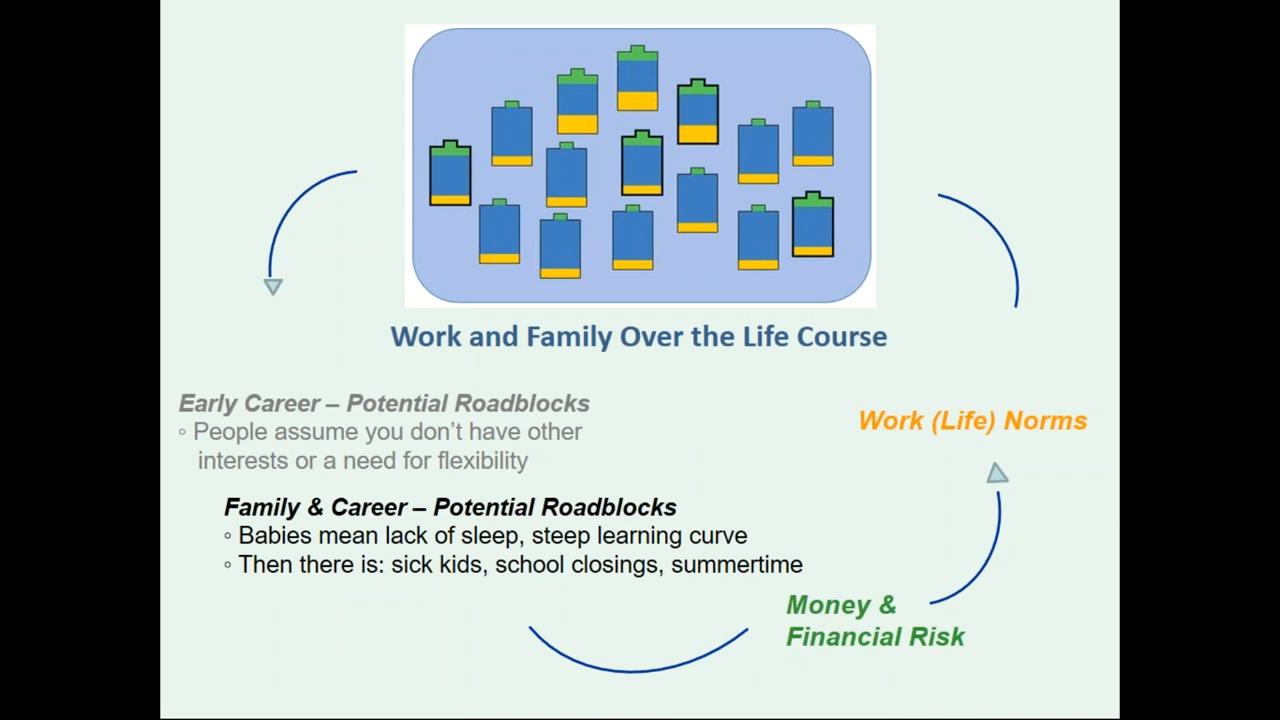 Work and Family Over the Life Course
Early Career – Potential Roadblocks
◦ People assume you don’t have other
interests or a need for flexibility
Work (Life) Norms
Family & Career – Potential Roadblocks
◦ Babies mean lack of sleep, steep learning curve
◦ Then there is: sick kids, school closings, summertime
Money &
Financial Risk